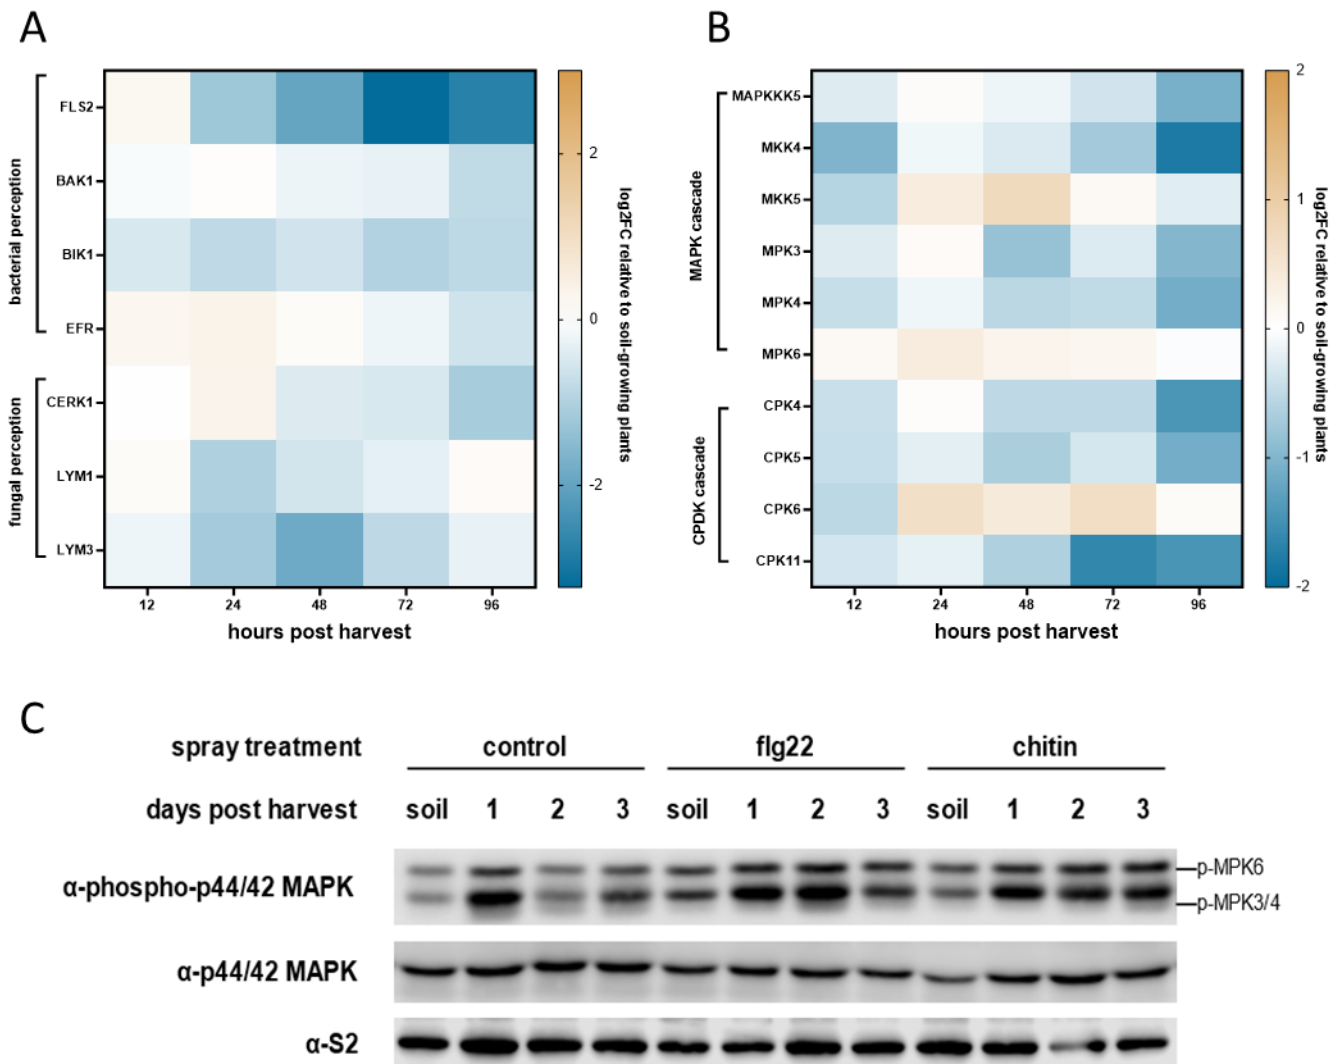 A
bacterial perception
fungal perception
FLS2
BAK1
BIK1
EFR
CERK1
LYM1
LYM3
12 24 48 72 96
hours post harvest
2
0
-2
log2FC relative to soil-growing plants
B
MAPK cascade
CPDK cascade
MAPKKK5
MKK4
MKK5
MPK3
MPK4
MPK6
CPK4
CPK5
CPK6
CPK11
12 24 48 72 96
hours post harvest
2
1
0
-1
-2
log2FC relative to soil-growing plants
C
spray treatment control flg22 chitin
days post harvest soil 1 2 3 soil 1 2 3 soil 1 2 3
α-phospho-p44/42 MAPK
p-MPK6
p-MPK3/4
α-p44/42 MAPK
α-S2